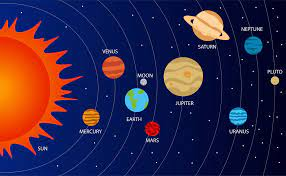 NEPTUNE
SATURN
VENUS
PLUTO
MOON
JUPITER
EARTH
MERCURY
URANUS
MARS
SUN